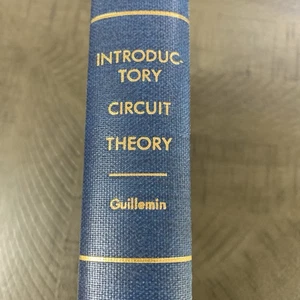 INTRODUC-
TORY
CIRCUIT
THEORY
Guillemin